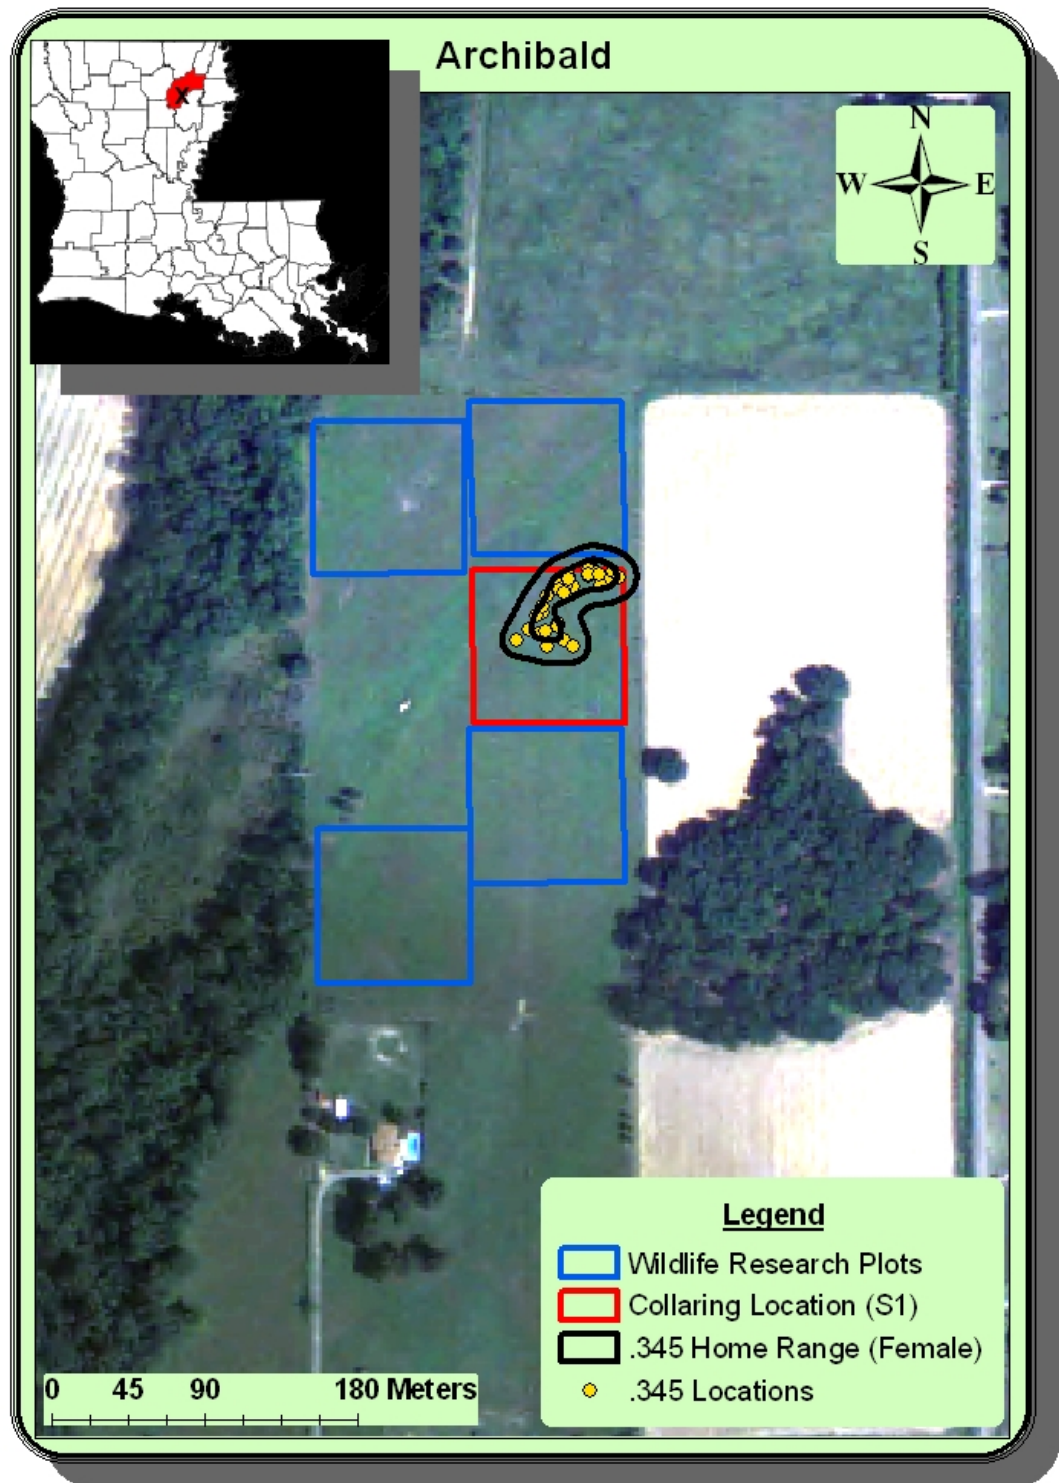 Archibald
X
N
W E
S
Legend
Wildlife Research Plots
Collaring Location (S1)
.345 Home Range (Female)
.345 Locations
0 45 90 180 Meters